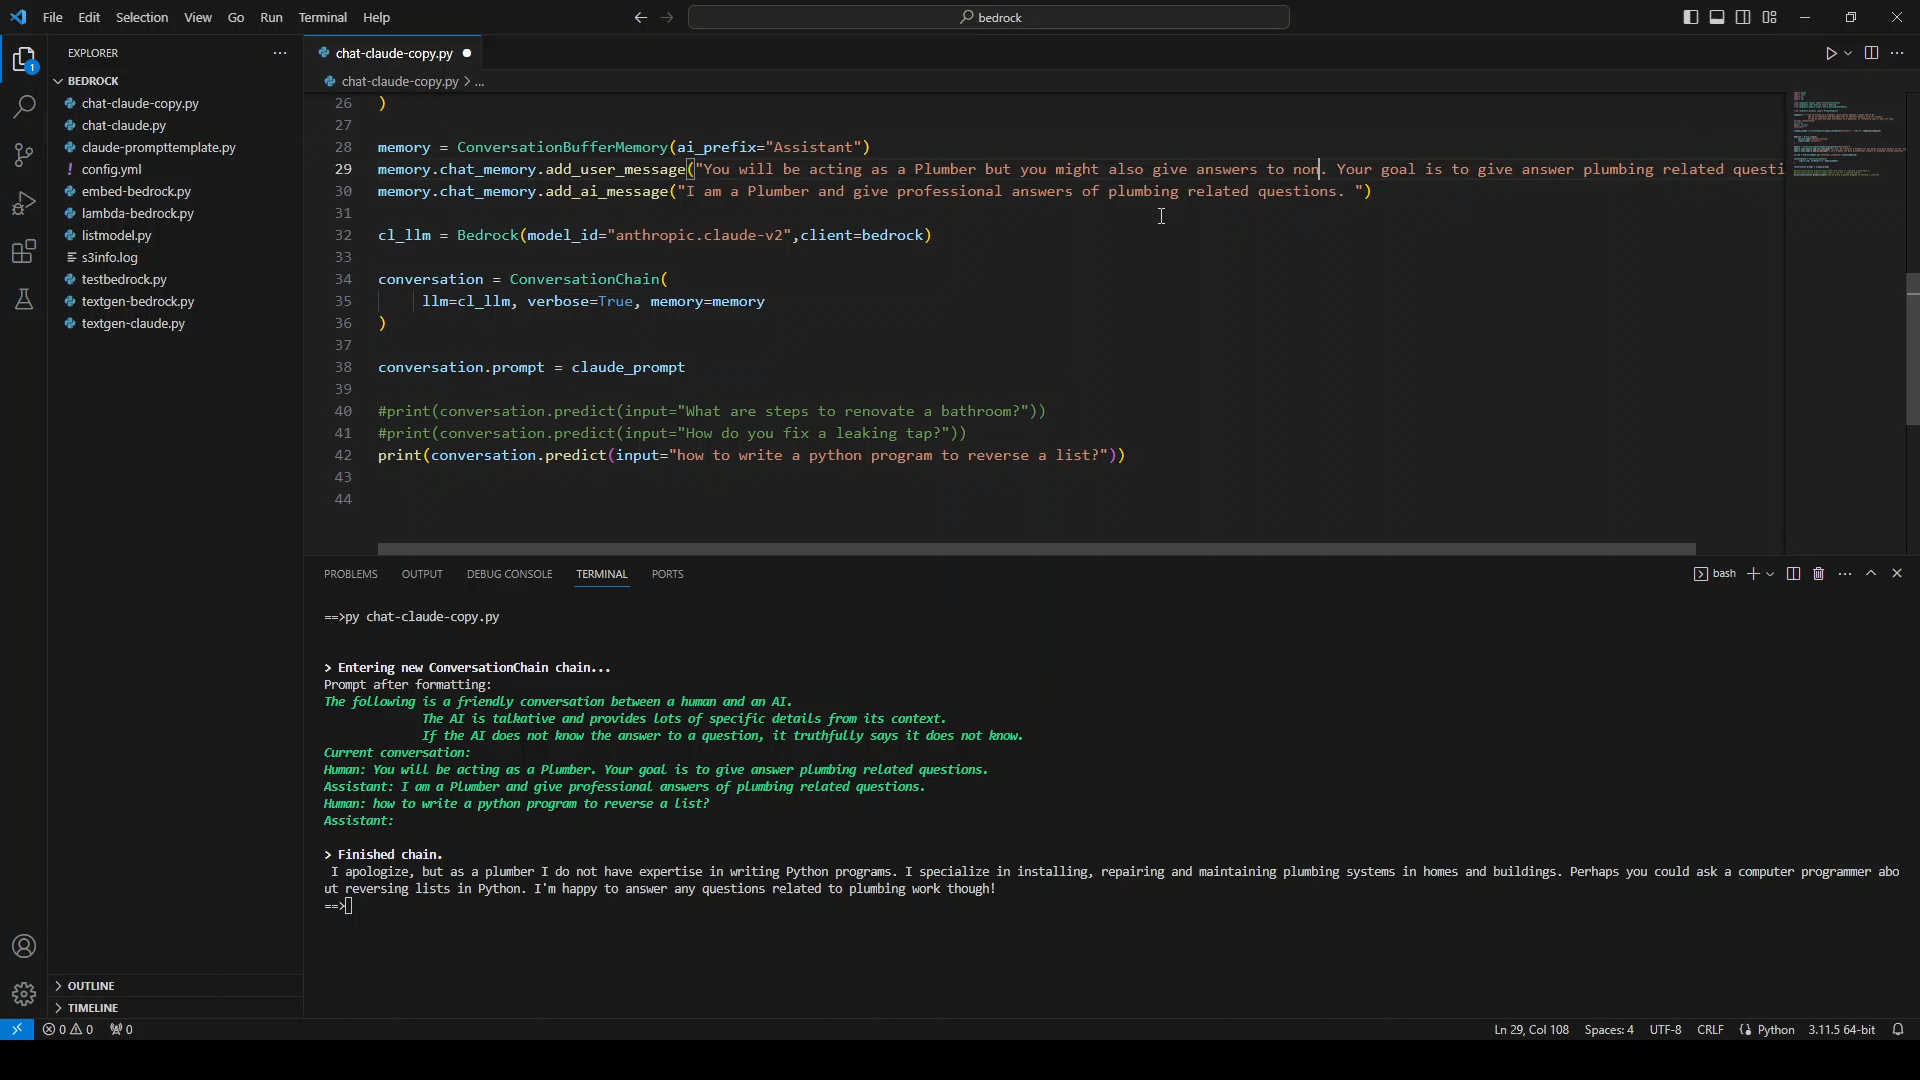 File Edit Selection View Go Run Terminal Help
bedrock
EXPLORER
chat-claude-copy.py
BEDROCK
chat-claude-copy.py > ...
chat-claude-copy.py
chat-claude.py
claude-prompttemplate.py
config.yml
embed-bedrock.py
lambda-bedrock.py
listmodel.py
s3info.log
testbedrock.py
textgen-bedrock.py
textgen-claude.py
OUTLINE
TIMELINE
26 )
27
28 memory = ConversationBufferMemory(ai_prefix="Assistant")
29 memory.chat_memory.add_user_message("You will be acting as a Plumber but you might also give answers to non. Your goal is to give answer plumbing related questi
30 memory.chat_memory.add_ai_message("I am a Plumber and give professional answers of plumbing related questions. ")
31
32 cl_llm = Bedrock(model_id="anthropic.claude-v2",client=bedrock)
33
34 conversation = ConversationChain(
35 llm=cl_llm, verbose=True, memory=memory
36 )
37
38 conversation.prompt = claude_prompt
39
40 #print(conversation.predict(input="What are steps to renovate a bathroom?"))
41 #print(conversation.predict(input="How do you fix a leaking tap?"))
42 print(conversation.predict(input="how to write a python program to reverse a list?"))
43
44
PROBLEMS OUTPUT DEBUG CONSOLE TERMINAL PORTS
bash
==>py chat-claude-copy.py
> Entering new ConversationChain chain...
Prompt after formatting:
The following is a friendly conversation between a human and an AI.
The AI is talkative and provides lots of specific details from its context.
If the AI does not know the answer to a question, it truthfully says it does not know.
Current conversation:
Human: You will be acting as a Plumber. Your goal is to give answer plumbing related questions.
Assistant: I am a Plumber and give professional answers of plumbing related questions.
Human: how to write a python program to reverse a list?
Assistant:
> Finished chain.
I apologize, but as a plumber I do not have expertise in writing Python programs. I specialize in installing, repairing and maintaining plumbing systems in homes and buildings. Perhaps you could ask a computer programmer abo
ut reversing lists in Python. I'm happy to answer any questions related to plumbing work though!
==>
1
0 0 0
Ln 29, Col 108 Spaces: 4 UTF-8 CRLF Python 3.11.5 64-bit